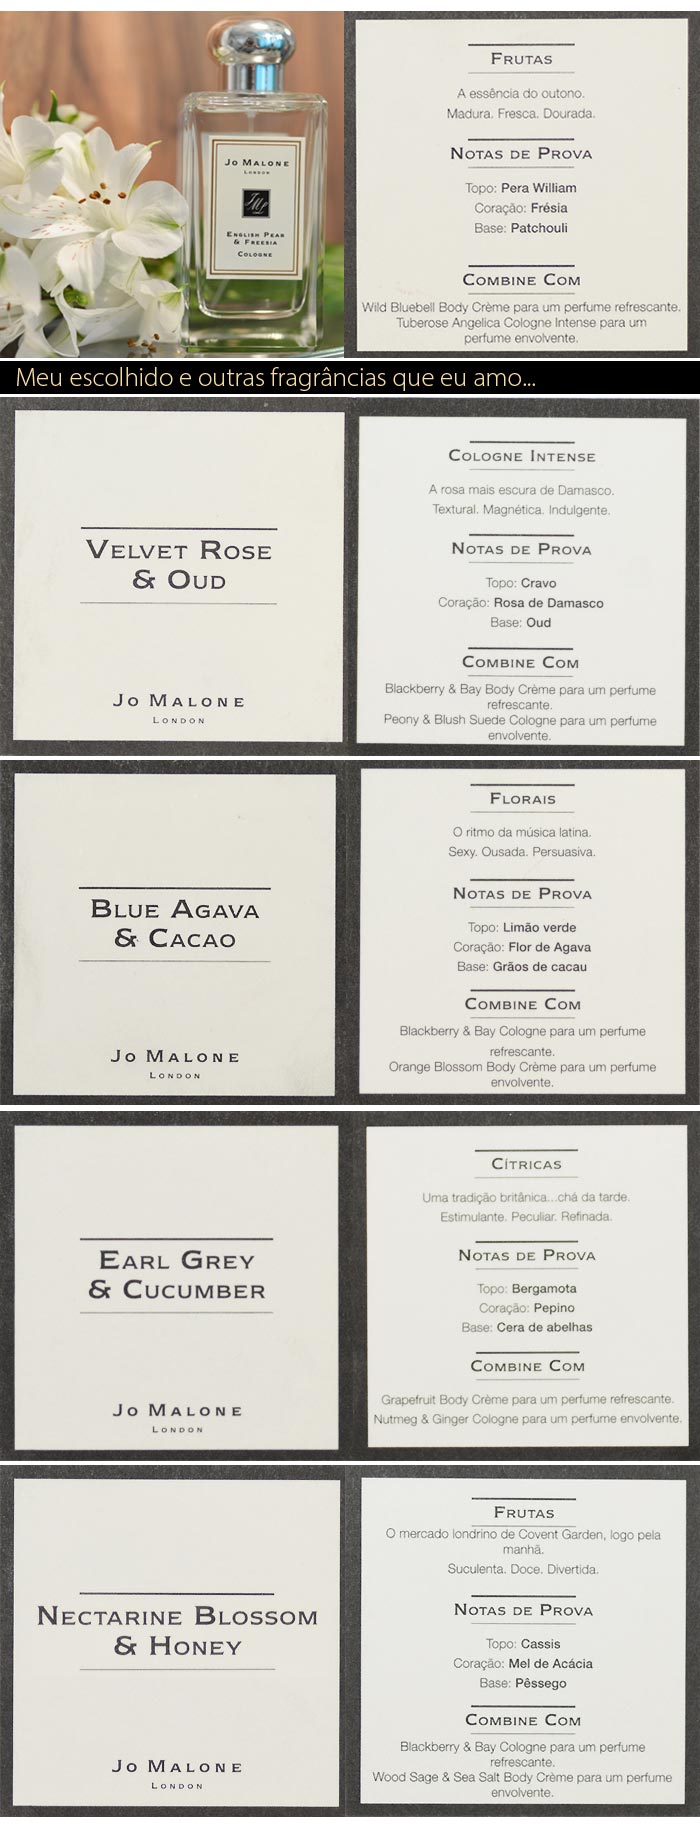 Jo Malone
London
English Pear
& Freesia
Cologne
Frutas
A essência do outono.
Madura. Fresca. Dourada.
Notas de Prova
Topo: Pera William
Coração: Frésia
Base: Patchouli
Combine Com
Wild Bluebell Body Crème para um perfume refrescante.
Tuberose Angelica Cologne Intense para um
perfume envolvente.
Meu escolhido e outras fragrâncias que eu amo...
Velvet Rose
& Oud
Jo Malone
London
Cologne Intense
A rosa mais escura de Damasco.
Textural. Magnética. Indulgente.
Notas de Prova
Topo: Cravo
Coração: Rosa de Damasco
Base: Oud
Combine Com
Blackberry & Bay Body Crème para um perfume
refrescante.
Peony & Blush Suede Cologne para um perfume
envolvente.
Blue Agava
& Cacao
Jo Malone
London
Florais
O ritmo da música latina.
Sexy. Ousada. Persuasiva.
Notas de Prova
Topo: Limão verde
Coração: Flor de Agava
Base: Grãos de cacau
Combine Com
Blackberry & Bay Cologne para um perfume
refrescante.
Orange Blossom Body Crème para um perfume
envolvente.
Earl Grey
& Cucumber
Jo Malone
London
Cítricas
Uma tradição britânica...chá da tarde.
Estimulante. Peculiar. Refinada.
Notas de Prova
Topo: Bergamota
Coração: Pepino
Base: Cera de abelhas
Combine Com
Grapefruit Body Crème para um perfume refrescante.
Nutmeg & Ginger Cologne para um perfume envolvente.
Nectarine Blossom
& Honey
Jo Malone
London
Frutas
O mercado londrino de Covent Garden, logo pela
manhã.
Suculenta. Doce. Divertida.
Notas de Prova
Topo: Cassis
Coração: Mel de Acácia
Base: Pêssego
Combine Com
Blackberry & Bay Cologne para um perfume
refrescante.
Wood Sage & Sea Salt Body Crème para um perfume
envolvente.